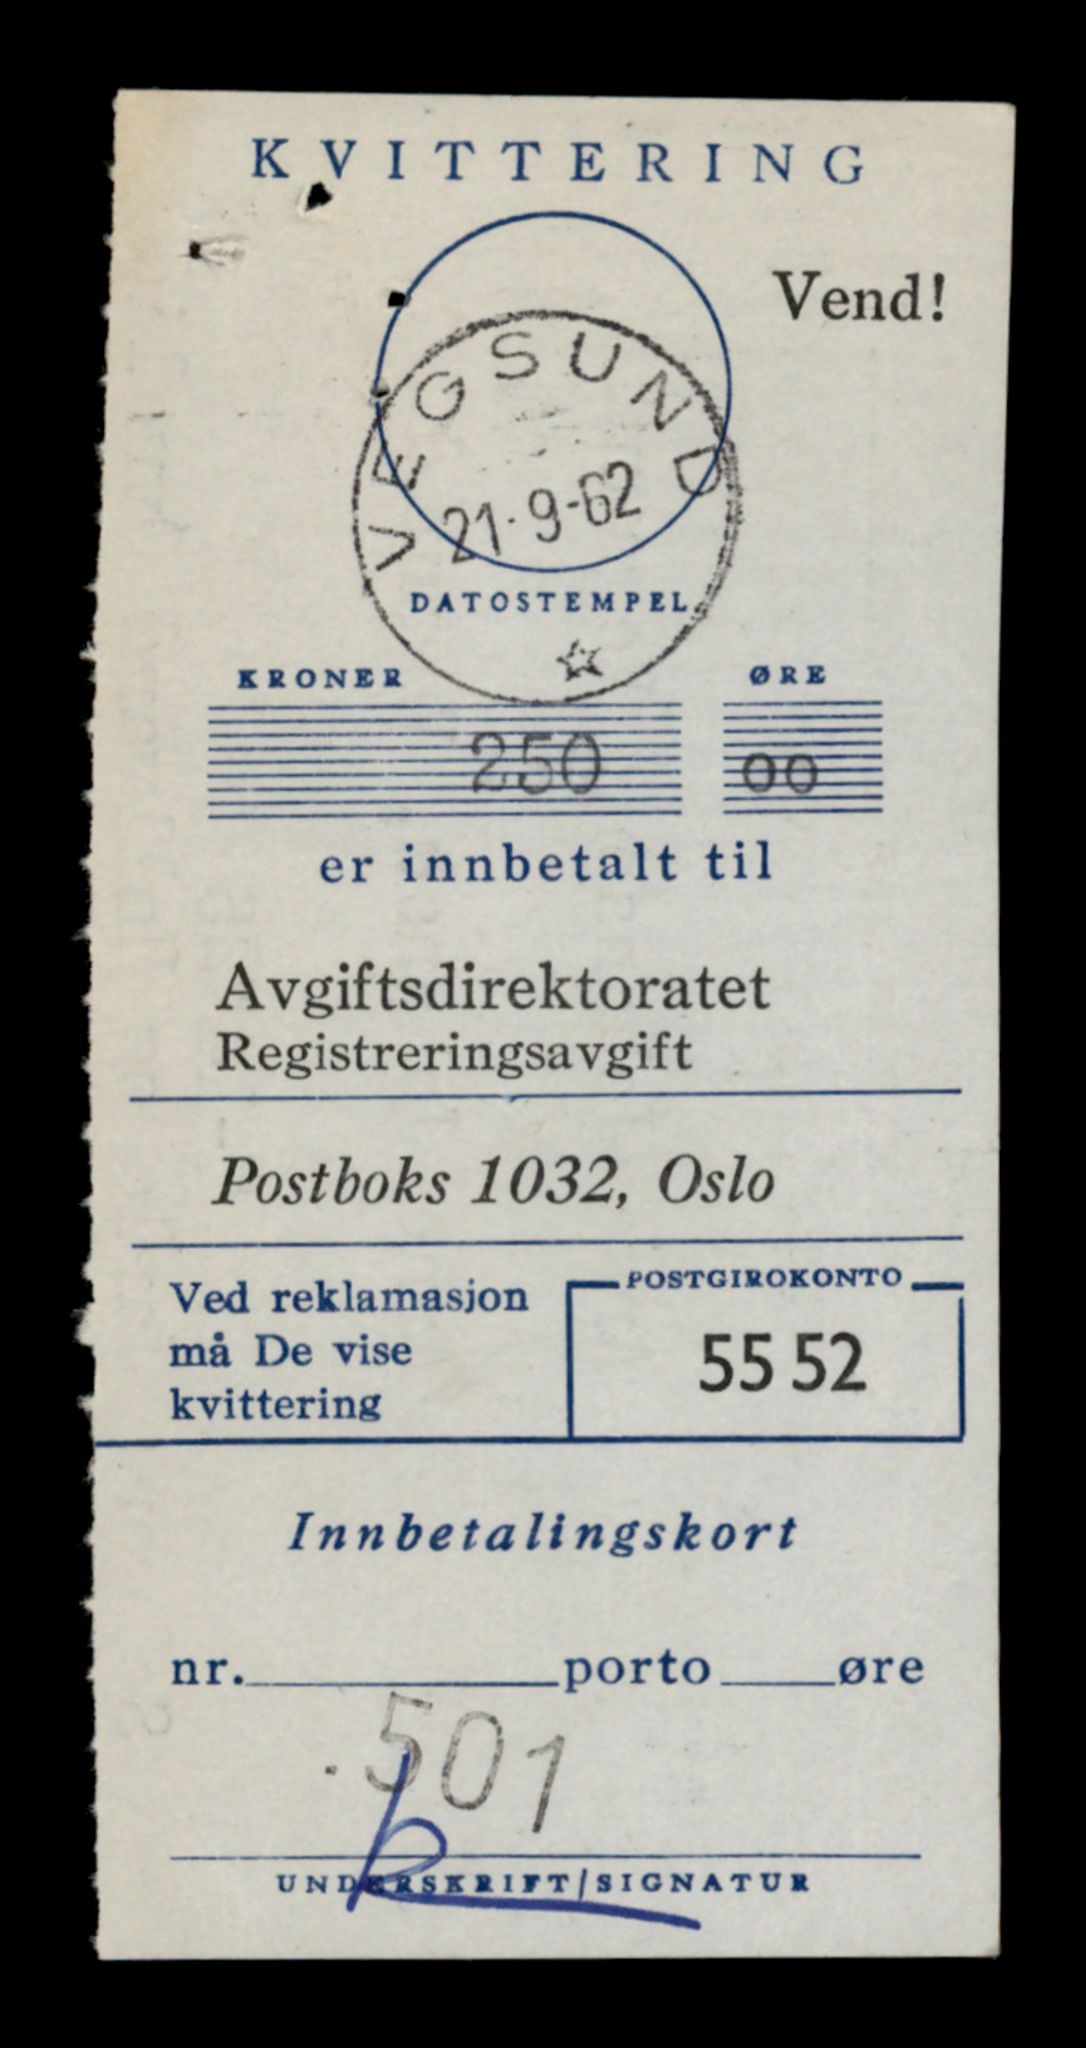 KVITTERING
Vend!
VEGSUND
21·9-62
DATOSTEMPEL
KRONER ØRE
250 00
er innbetalt til
Avgiftsdirektoratet
Registreringsavgift
Postboks 1032, Oslo
Ved reklamasjon
må De vise
kvittering
POSTGIROKONTO
55 52
Innbetalingskort
nr. porto øre
501
UNDERSKRIFT/SIGNATUR